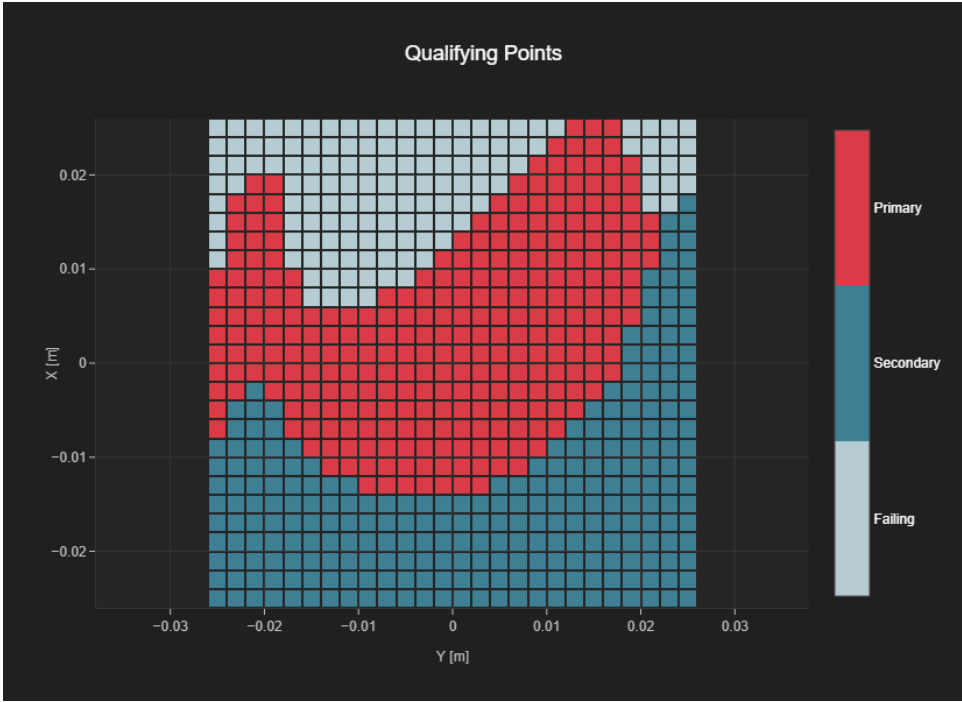 Qualifying Points
0.02
0.01
0
−0.01
−0.02
X [m]
−0.03
−0.02
−0.01
0
0.01
0.02
0.03
Y [m]
Primary
Secondary
Failing